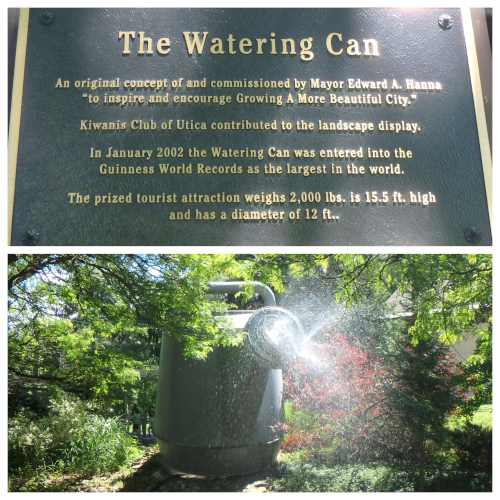 The Watering Can
An original concept of and commissioned by Mayor Edward A. Hanna
"to inspire and encourage Growing A More Beautiful City."
Kiwanis Club of Utica contributed to the landscape display.
In January 2002 the Watering Can was entered into the
Guinness World Records as the largest in the world.
The prized tourist attraction weighs 2,000 lbs. is 15.5 ft. high
and has a diameter of 12 ft..